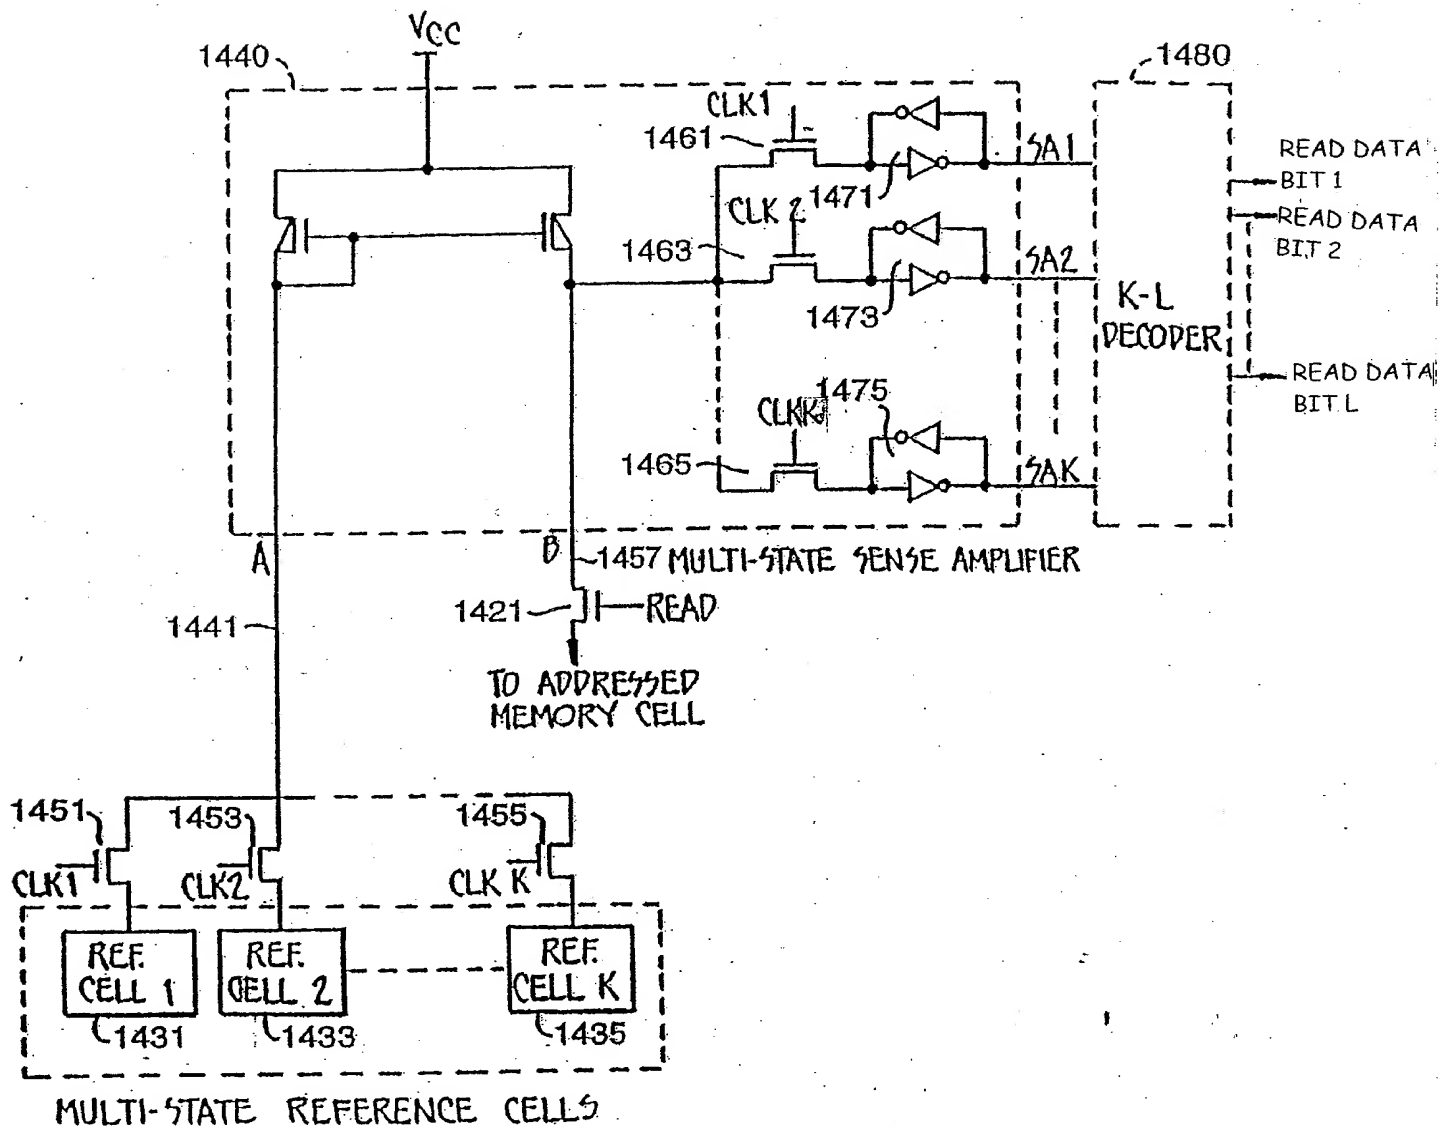 VCC
1440
1480
CLK1
1461
SA1
READ DATA
BIT 1
1471
CLK 2
READ DATA
BIT 2
1463
SA2
1473
K-L
DECODER
READ DATA
BIT L
1475
CLKK
1465
SAK
A
B
1457 MULTI-STATE SENSE AMPLIFIER
1421
READ
1441
TO ADDRESSED
MEMORY CELL
1451
1453
1455
CLK1
CLK2
CLK K
REF.
CELL 1
REF.
CELL 2
REF.
CELL K
1431
1433
1435
MULTI-STATE REFERENCE CELLS